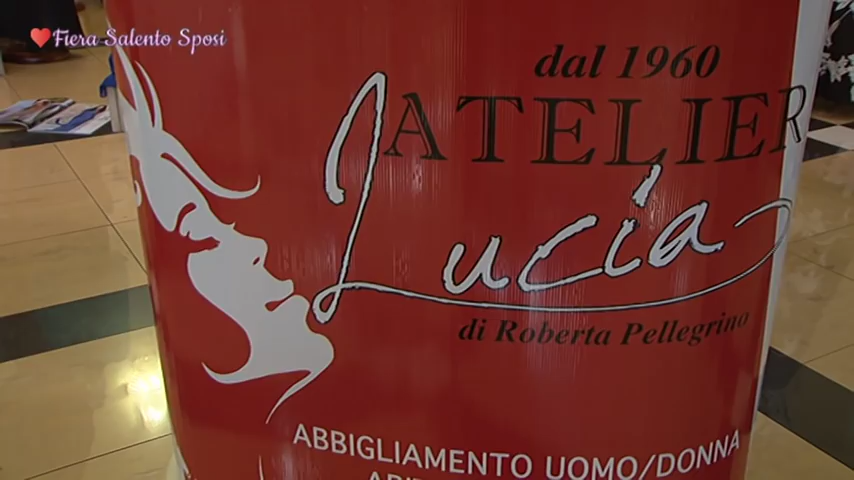 Fiera Salento Sposi
dal 1960
ATELIER
Lucia
di Roberta Pellegrino
ABBIGLIAMENTO UOMO/DONNA